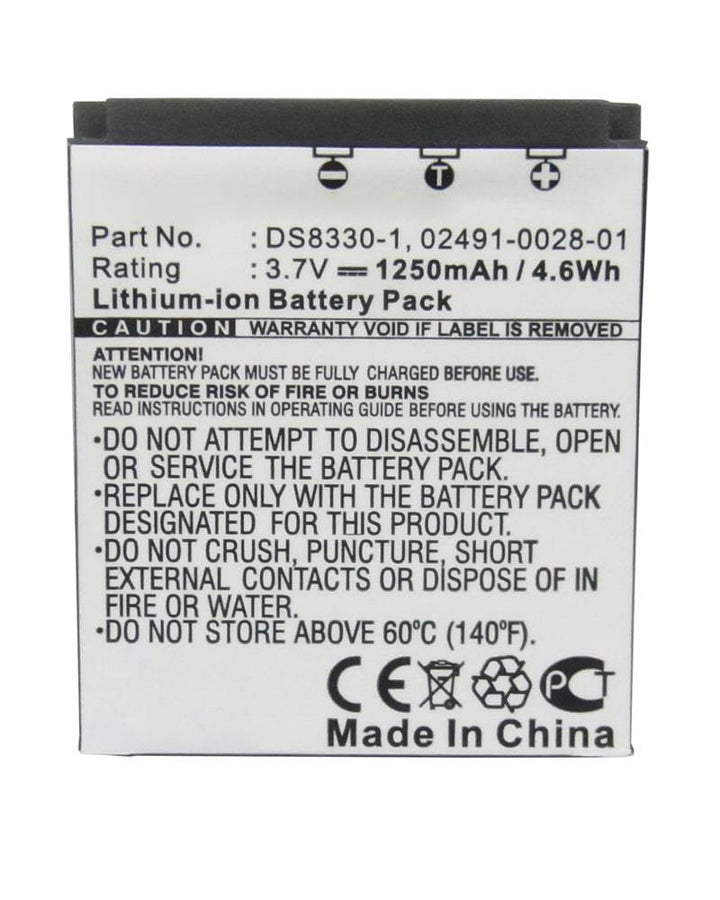 − T +
Part No. : DS8330-1, 02491-0028-01
Rating : 3.7V ⎓ 1250mAh / 4.6Wh
Lithium-ion Battery Pack
CAUTION WARRANTY VOID IF LABEL IS REMOVED
ATTENTION!
NEW BATTERY PACK MUST BE FULLY CHARGED BEFORE USE.
TO REDUCE RISK OF FIRE OR BURNS
READ INSTRUCTIONS IN OPERATING GUIDE BEFORE USING THE BATTERY.
•DO NOT ATTEMPT TO DISASSEMBLE, OPEN
OR SERVICE THE BATTERY PACK.
•REPLACE ONLY WITH THE BATTERY PACK
DESIGNATED FOR THIS PRODUCT.
•DO NOT CRUSH, PUNCTURE, SHORT
EXTERNAL CONTACTS OR DISPOSE OF IN
FIRE OR WATER.
•DO NOT STORE ABOVE 60°C (140°F).
CE PCT
Made In China